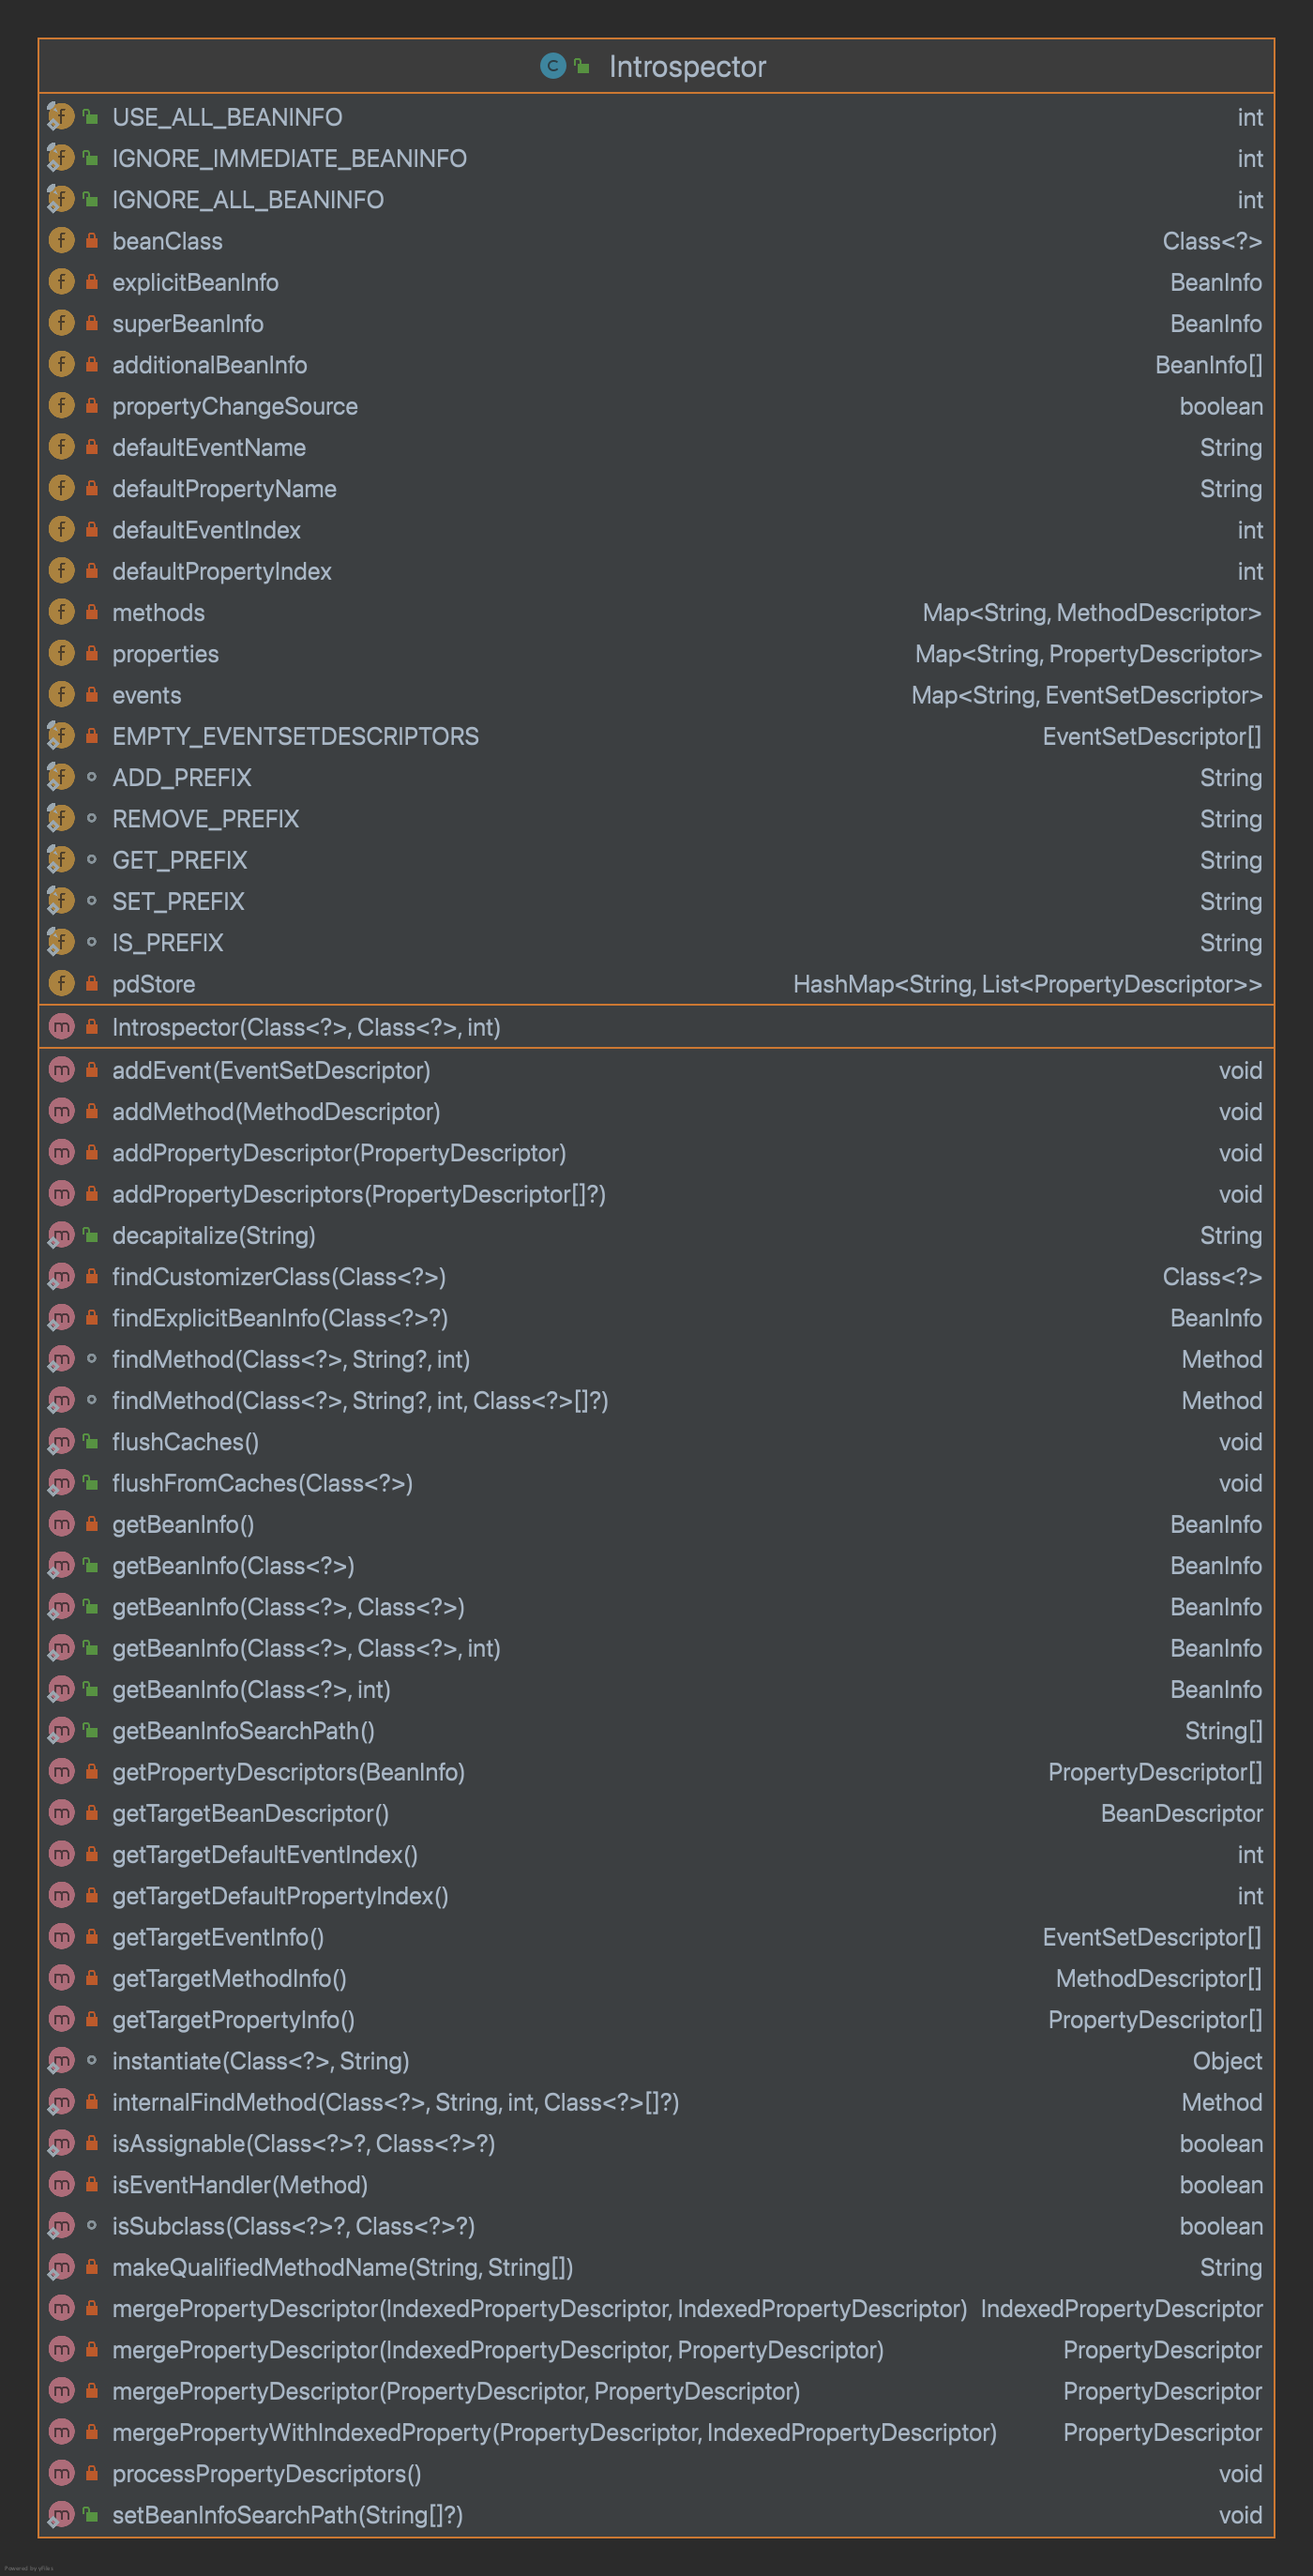 Introspector
USE_ALL_BEANINFO int
IGNORE_IMMEDIATE_BEANINFO int
IGNORE_ALL_BEANINFO int
beanClass Class<?>
explicitBeanInfo BeanInfo
superBeanInfo BeanInfo
additionalBeanInfo BeanInfo[]
propertyChangeSource boolean
defaultEventName String
defaultPropertyName String
defaultEventIndex int
defaultPropertyIndex int
methods Map<String, MethodDescriptor>
properties Map<String, PropertyDescriptor>
events Map<String, EventSetDescriptor>
EMPTY_EVENTSETDESCRIPTORS EventSetDescriptor[]
ADD_PREFIX String
REMOVE_PREFIX String
GET_PREFIX String
SET_PREFIX String
IS_PREFIX String
pdStore HashMap<String, List<PropertyDescriptor>>
Introspector(Class<?>, Class<?>, int)
addEvent(EventSetDescriptor) void
addMethod(MethodDescriptor) void
addPropertyDescriptor(PropertyDescriptor) void
addPropertyDescriptors(PropertyDescriptor[]?) void
decapitalize(String) String
findCustomizerClass(Class<?>) Class<?>
findExplicitBeanInfo(Class<?>?) BeanInfo
findMethod(Class<?>, String?, int) Method
findMethod(Class<?>, String?, int, Class<?>[]?) Method
flushCaches() void
flushFromCaches(Class<?>) void
getBeanInfo() BeanInfo
getBeanInfo(Class<?>) BeanInfo
getBeanInfo(Class<?>, Class<?>) BeanInfo
getBeanInfo(Class<?>, Class<?>, int) BeanInfo
getBeanInfo(Class<?>, int) BeanInfo
getBeanInfoSearchPath() String[]
getPropertyDescriptors(BeanInfo) PropertyDescriptor[]
getTargetBeanDescriptor() BeanDescriptor
getTargetDefaultEventIndex() int
getTargetDefaultPropertyIndex() int
getTargetEventInfo() EventSetDescriptor[]
getTargetMethodInfo() MethodDescriptor[]
getTargetPropertyInfo() PropertyDescriptor[]
instantiate(Class<?>, String) Object
internalFindMethod(Class<?>, String, int, Class<?>[]?) Method
isAssignable(Class<?>?, Class<?>?) boolean
isEventHandler(Method) boolean
isSubclass(Class<?>?, Class<?>?) boolean
makeQualifiedMethodName(String, String[]) String
mergePropertyDescriptor(IndexedPropertyDescriptor, IndexedPropertyDescriptor) IndexedPropertyDescriptor
mergePropertyDescriptor(IndexedPropertyDescriptor, PropertyDescriptor) PropertyDescriptor
mergePropertyDescriptor(PropertyDescriptor, PropertyDescriptor) PropertyDescriptor
mergePropertyWithIndexedProperty(PropertyDescriptor, IndexedPropertyDescriptor) PropertyDescriptor
processPropertyDescriptors() void
setBeanInfoSearchPath(String[]?) void
Powered by yFiles